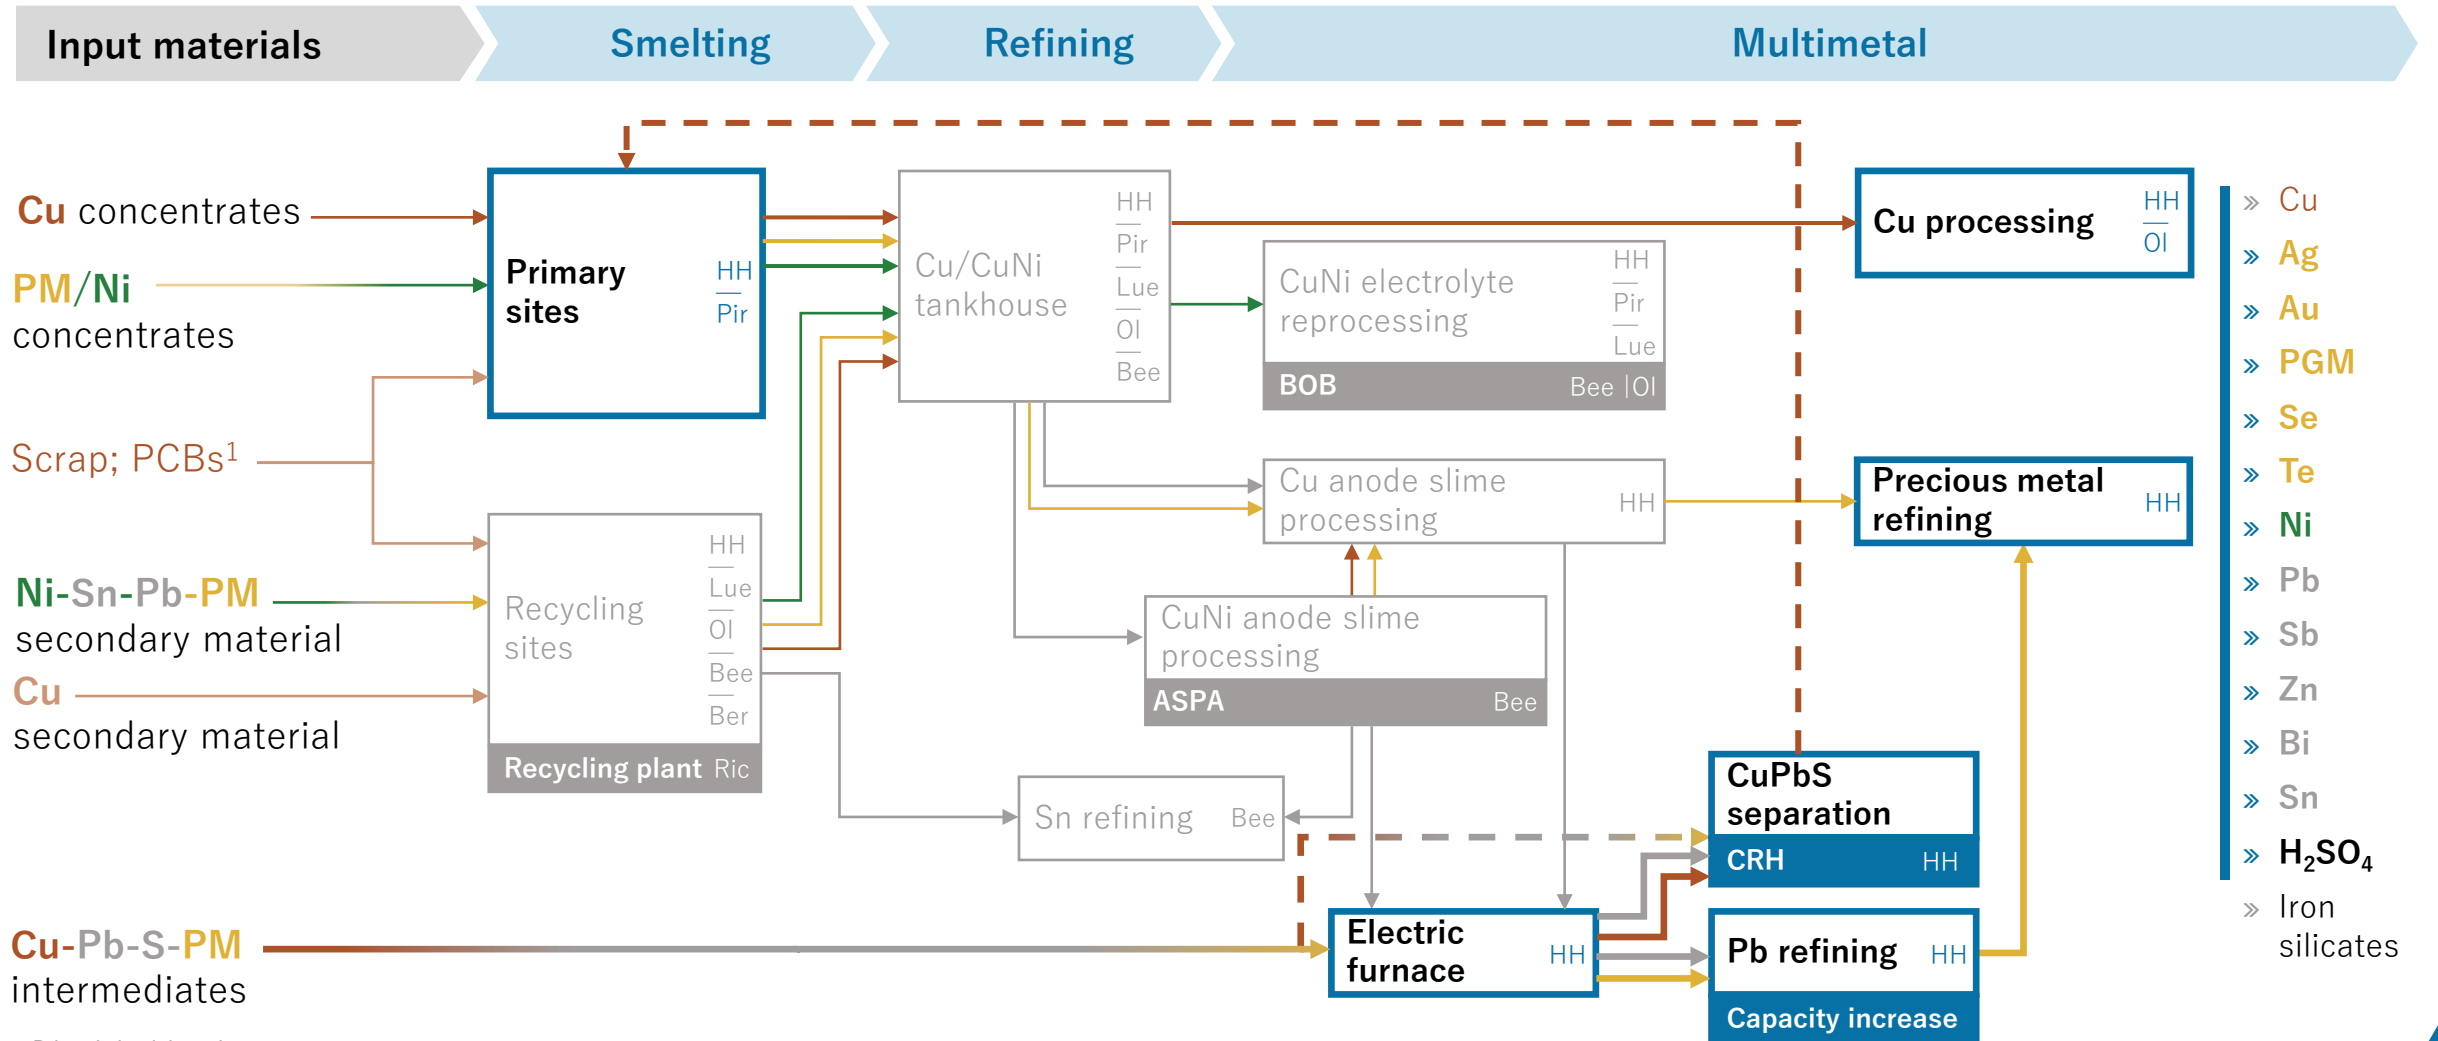 Input materials
Smelting
Refining
Multimetal
Cu concentrates
PM/Ni
concentrates
Scrap; PCBs¹
Ni-Sn-Pb-PM
secondary material
Cu
secondary material
Cu-Pb-S-PM
intermediates
Primary
sites
HH
Pir
Recycling
sites
HH
Lue
Ol
Bee
Ber
Recycling plant Ric
Cu/CuNi
tankhouse
HH
Pir
Lue
Ol
Bee
CuNi electrolyte
reprocessing
HH
Pir
Lue
BOB Bee |Ol
Cu anode slime
processing
HH
CuNi anode slime
processing
ASPA Bee
Sn refining Bee
Electric
furnace
HH
CuPbS
separation
CRH HH
Pb refining HH
Capacity increase
Cu processing
HH
Ol
Precious metal
refining
HH
» Cu
» Ag
» Au
» PGM
» Se
» Te
» Ni
» Pb
» Sb
» Zn
» Bi
» Sn
» H₂SO₄
» Iron
silicates